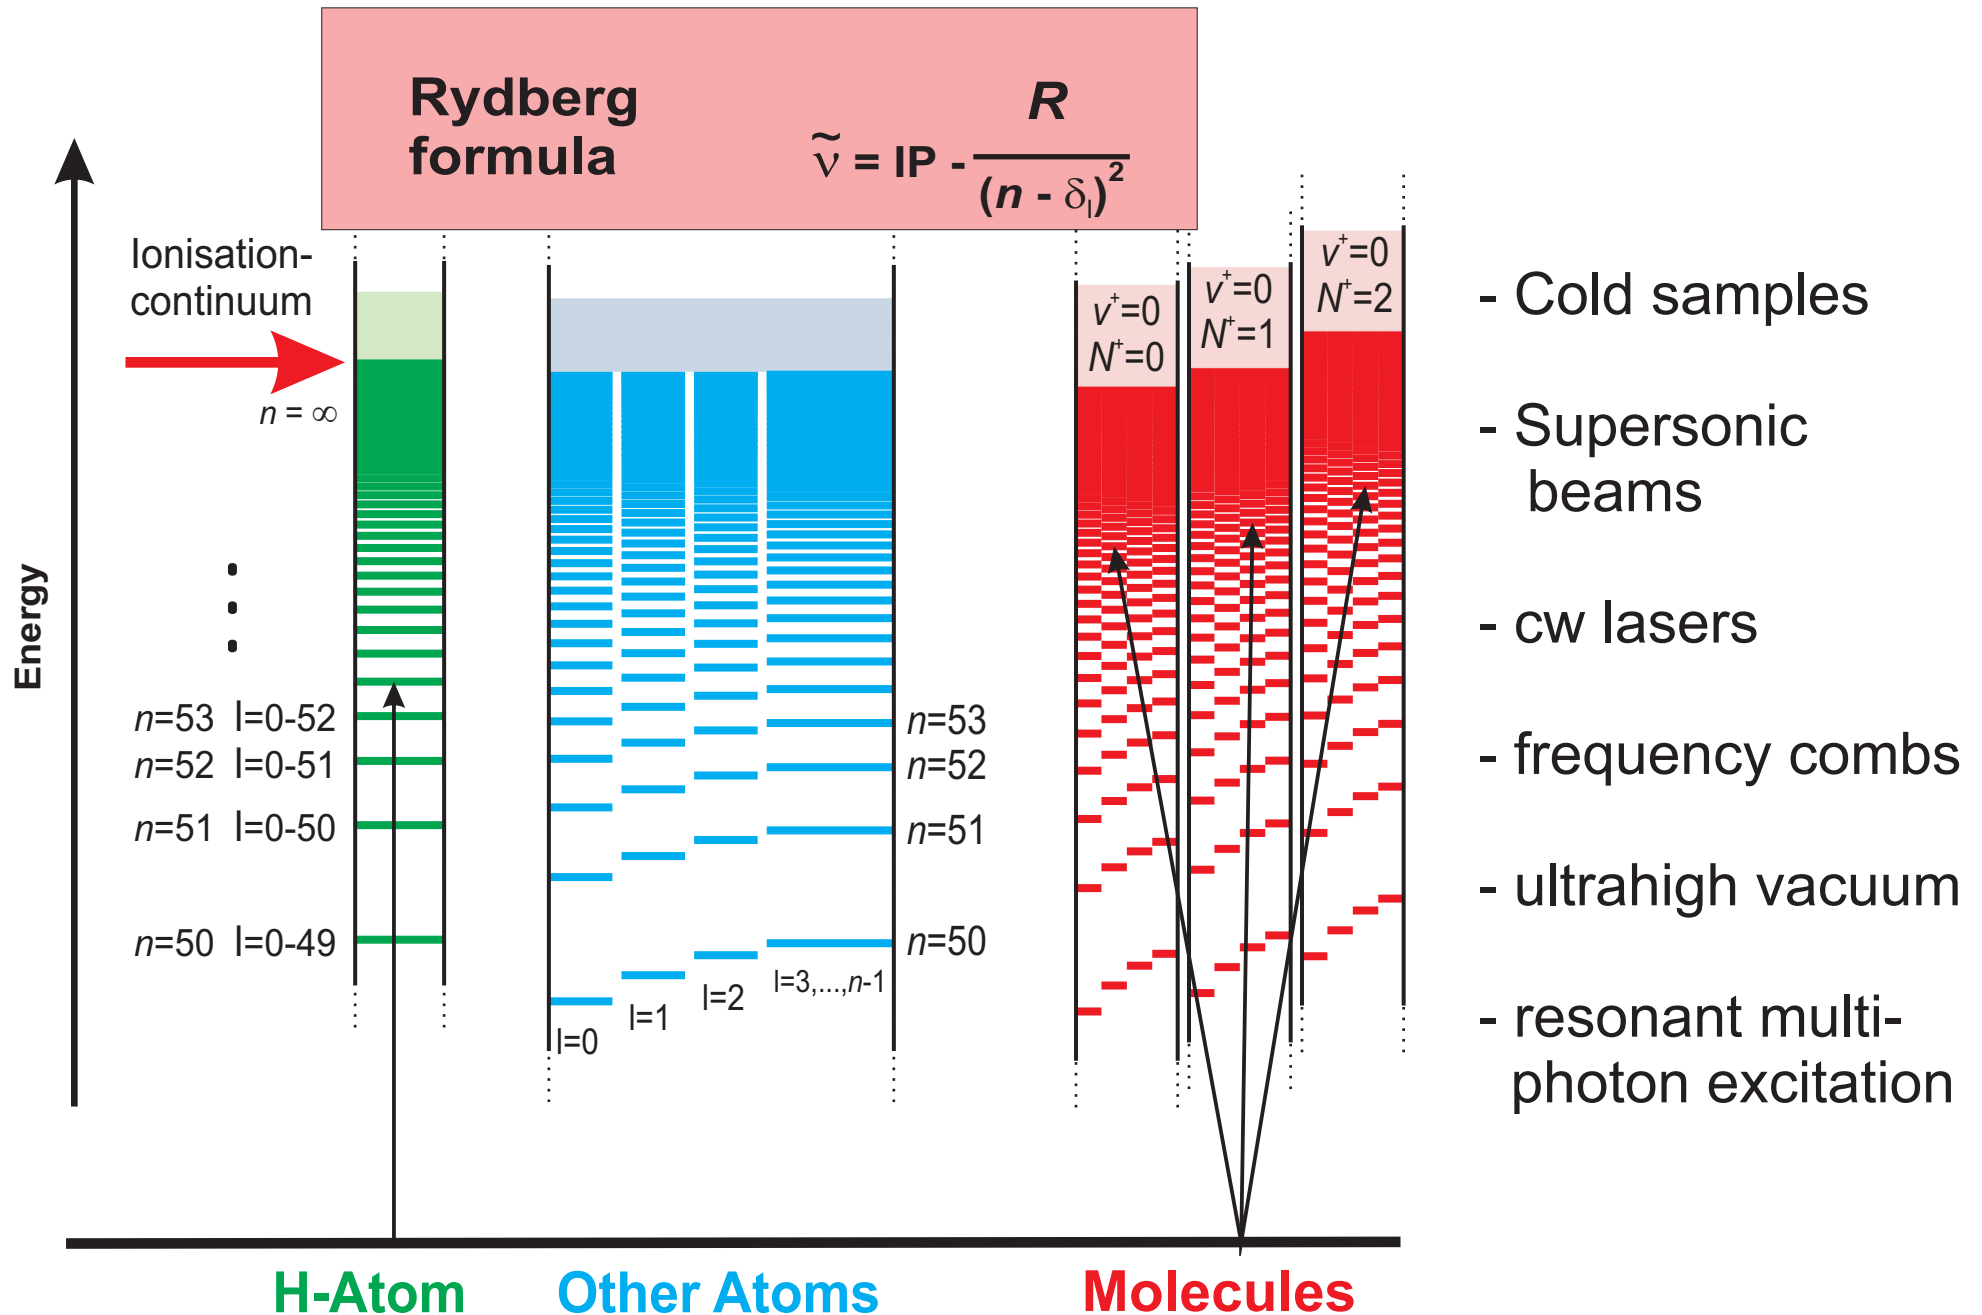 Rydberg
formula
ν̃ = IP - R / (n - δl)²
Ionisation-
continuum
n = ∞
Energy
n=53 l=0-52
n=52 l=0-51
n=51 l=0-50
n=50 l=0-49
n=53
n=52
n=51
n=50
l=0
l=1
l=2
l=3,...,n-1
v⁺=0
N⁺=0
v⁺=0
N⁺=1
v⁺=0
N⁺=2
- Cold samples
- Supersonic
beams
- cw lasers
- frequency combs
- ultrahigh vacuum
- resonant multi-
photon excitation
H-Atom
Other Atoms
Molecules